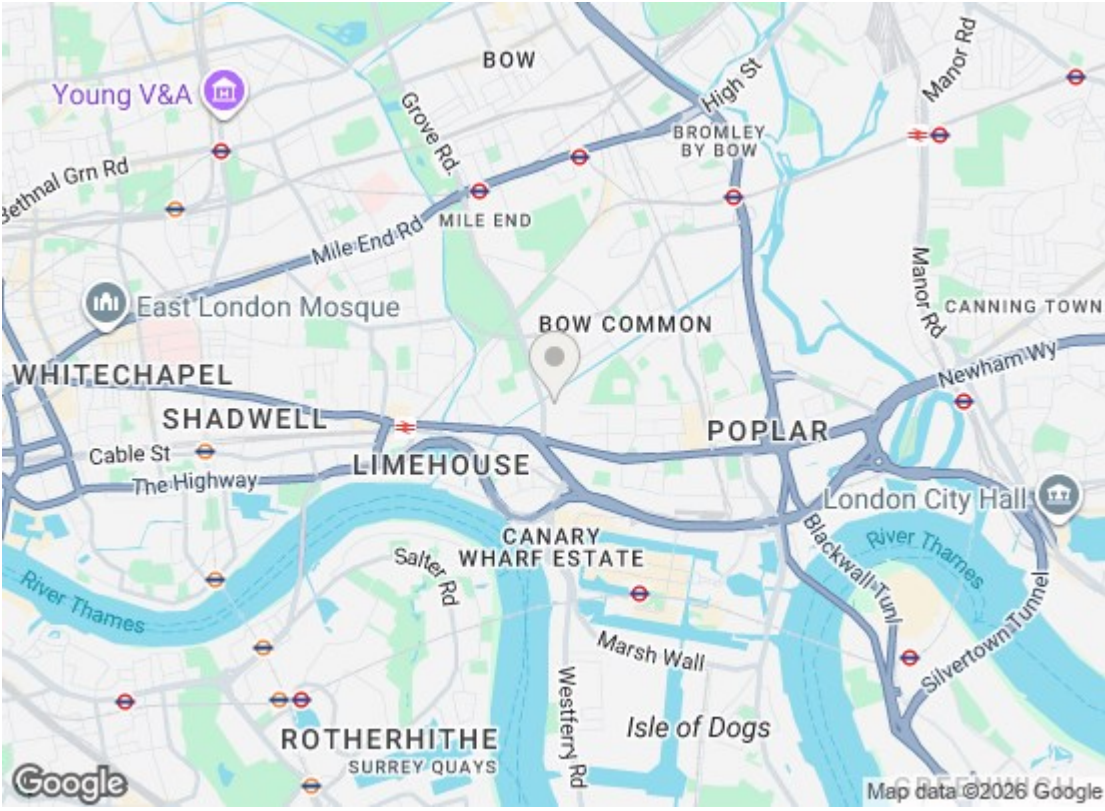 BOW
High St
Manor Rd
Young V&A
Grove Rd.
BROMLEY
BY BOW
Bethnal Grn Rd
MILE END
Mile End Rd
Manor Rd
East London Mosque
CANNING TOWN
BOW COMMON
Newham Wy
WHITECHAPEL
SHADWELL
POPLAR
Cable St
LIMEHOUSE
The Highway
London City Hall
CANARY
WHARF ESTATE
Blackwall Tunl
River Thames
Salter Rd
River Thames
Silvertown Tunnel
Marsh Wall
Westferry Rd
Isle of Dogs
ROTHERHITHE
SURREY QUAYS
Google
GREENWICH
Map data ©2026 Google